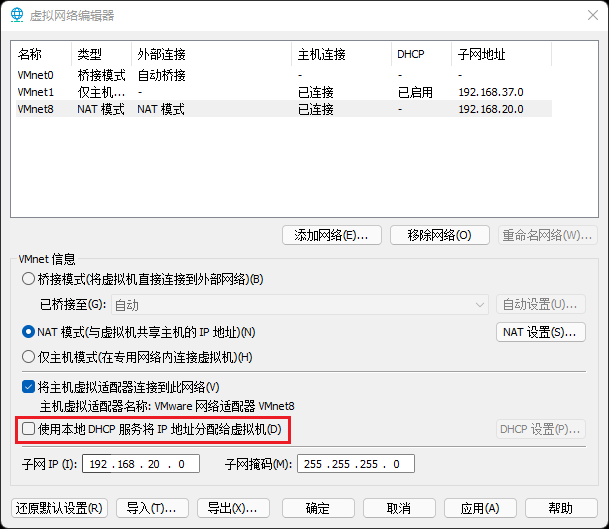 虚拟网络编辑器
名称 类型 外部连接 主机连接 DHCP 子网地址
VMnet0 桥接模式 自动桥接 - - -
VMnet1 仅主机... - 已连接 已启用 192.168.37.0
VMnet8 NAT 模式 NAT 模式 已连接 - 192.168.20.0
添加网络(E)... 移除网络(O) 重命名网络(W)...
VMnet 信息
桥接模式(将虚拟机直接连接到外部网络)(B)
已桥接至(G): 自动 自动设置(U)...
NAT 模式(与虚拟机共享主机的 IP 地址)(N) NAT 设置(S)...
仅主机模式(在专用网络内连接虚拟机)(H)
将主机虚拟适配器连接到此网络(V)
主机虚拟适配器名称: VMware 网络适配器 VMnet8
使用本地 DHCP 服务将 IP 地址分配给虚拟机(D) DHCP 设置(P)...
子网 IP (I): 192 . 168 . 20 . 0 子网掩码(M): 255 . 255 . 255 . 0
还原默认设置(R) 导入(T)... 导出(X)... 确定 取消 应用(A) 帮助